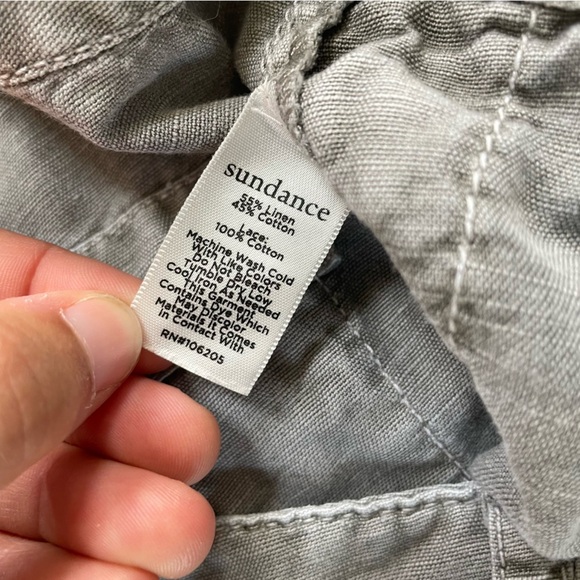 sundance
55% Linen
45% Cotton
Lace:
100% Cotton
Machine Wash Cold
With Like Colors
Do Not Bleach
Tumble Dry Low
Cool Iron As Needed
This Garment
Contains Dye Which
May Discolor
Materials It Comes
in Contact With
RN#106205